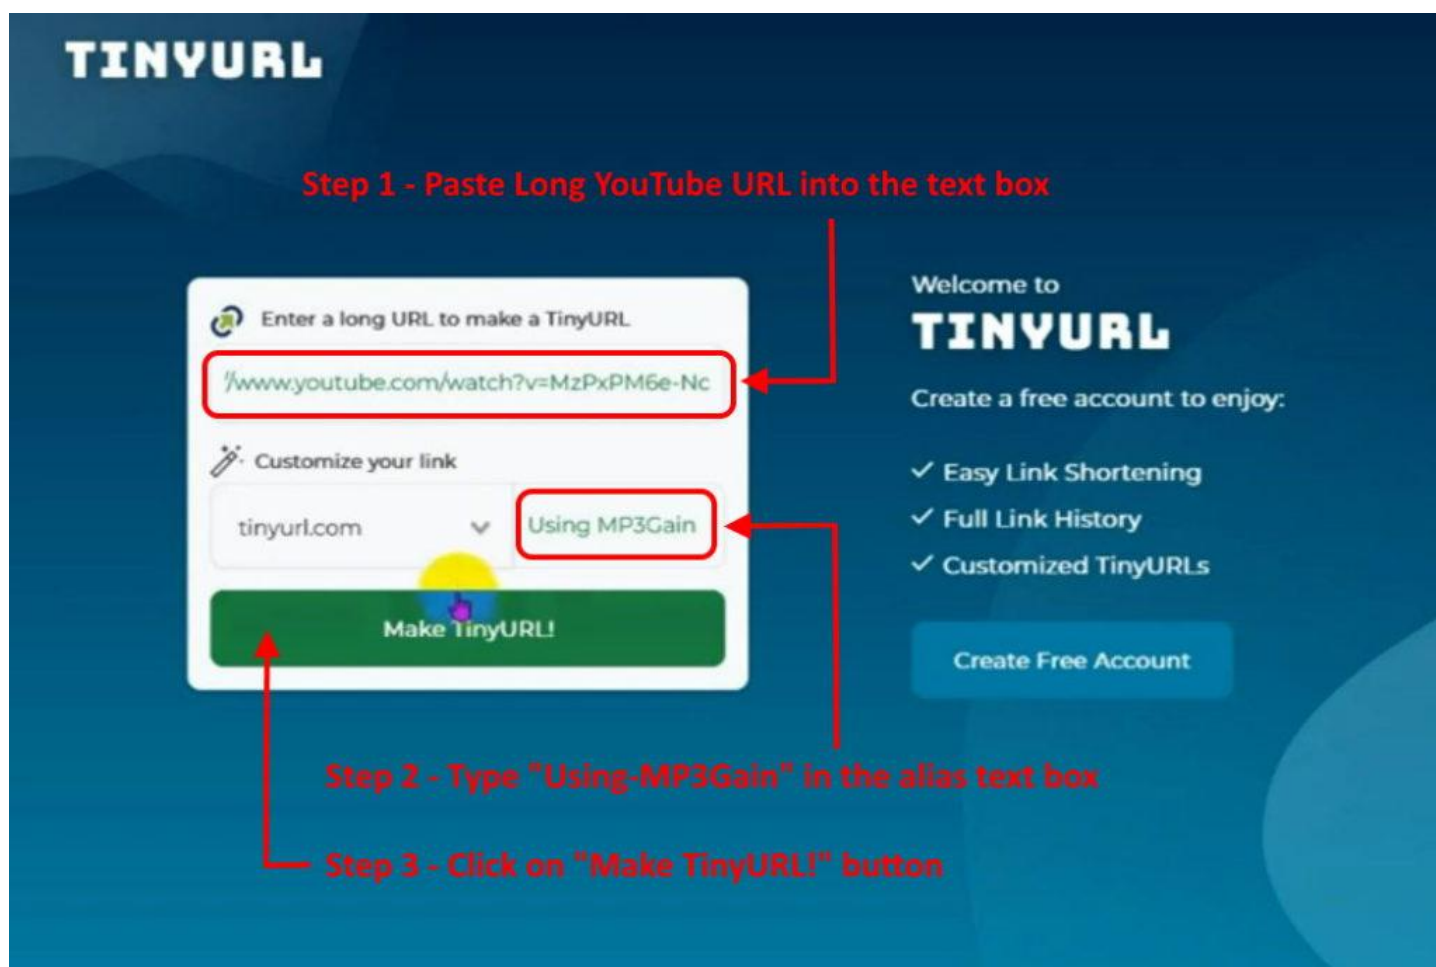 TINYURL
Step 1 - Paste Long YouTube URL into the text box
Enter a long URL to make a TinyURL
//www.youtube.com/watch?v=MzPxPM6e-Nc
Customize your link
tinyurl.com
Using MP3Gain
Make TinyURL!
Welcome to
TINYURL
Create a free account to enjoy:
✓ Easy Link Shortening
✓ Full Link History
✓ Customized TinyURLs
Create Free Account
Step 2 - Type "Using-MP3Gain" in the alias text box
Step 3 - Click on "Make TinyURL!" button